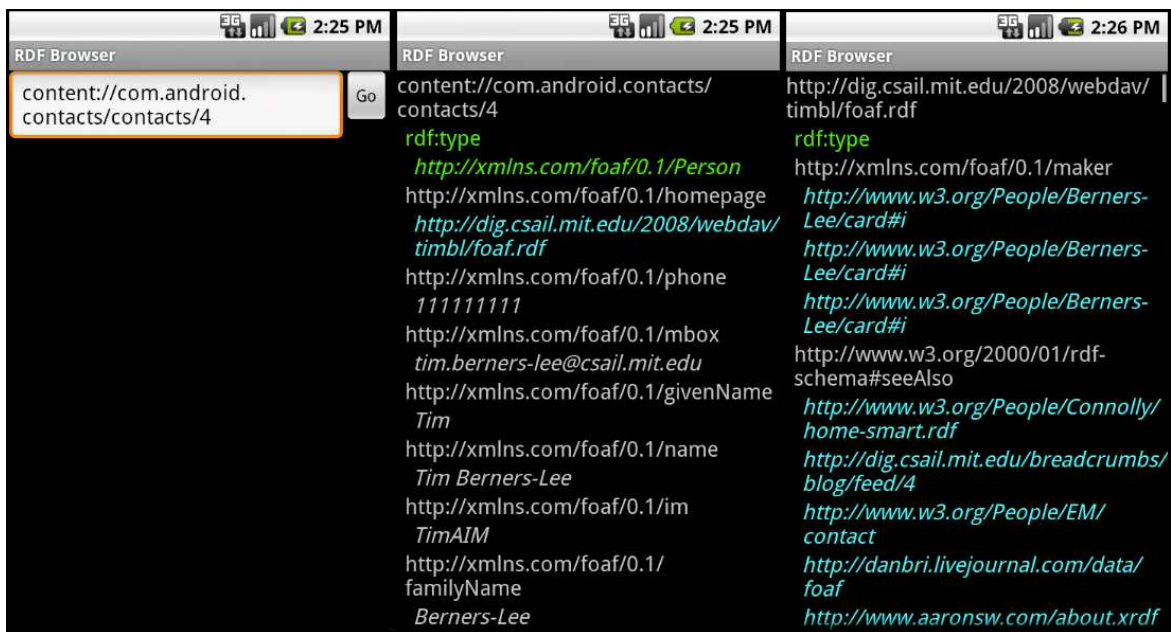 3G 2:25 PM
RDF Browser
content://com.android.
contacts/contacts/4
Go
3G 2:25 PM
RDF Browser
content://com.android.contacts/
contacts/4
rdf:type
http://xmlns.com/foaf/0.1/Person
http://xmlns.com/foaf/0.1/homepage
http://dig.csail.mit.edu/2008/webdav/
timbl/foaf.rdf
http://xmlns.com/foaf/0.1/phone
111111111
http://xmlns.com/foaf/0.1/mbox
tim.berners-lee@csail.mit.edu
http://xmlns.com/foaf/0.1/givenName
Tim
http://xmlns.com/foaf/0.1/name
Tim Berners-Lee
http://xmlns.com/foaf/0.1/im
TimAIM
http://xmlns.com/foaf/0.1/
familyName
Berners-Lee
3G 2:26 PM
RDF Browser
http://dig.csail.mit.edu/2008/webdav/
timbl/foaf.rdf
rdf:type
http://xmlns.com/foaf/0.1/maker
http://www.w3.org/People/Berners-
Lee/card#i
http://www.w3.org/People/Berners-
Lee/card#i
http://www.w3.org/People/Berners-
Lee/card#i
http://www.w3.org/2000/01/rdf-
schema#seeAlso
http://www.w3.org/People/Connolly/
home-smart.rdf
http://dig.csail.mit.edu/breadcrumbs/
blog/feed/4
http://www.w3.org/People/EM/
contact
http://danbri.livejournal.com/data/
foaf
http://www.aaronsw.com/about.xrdf